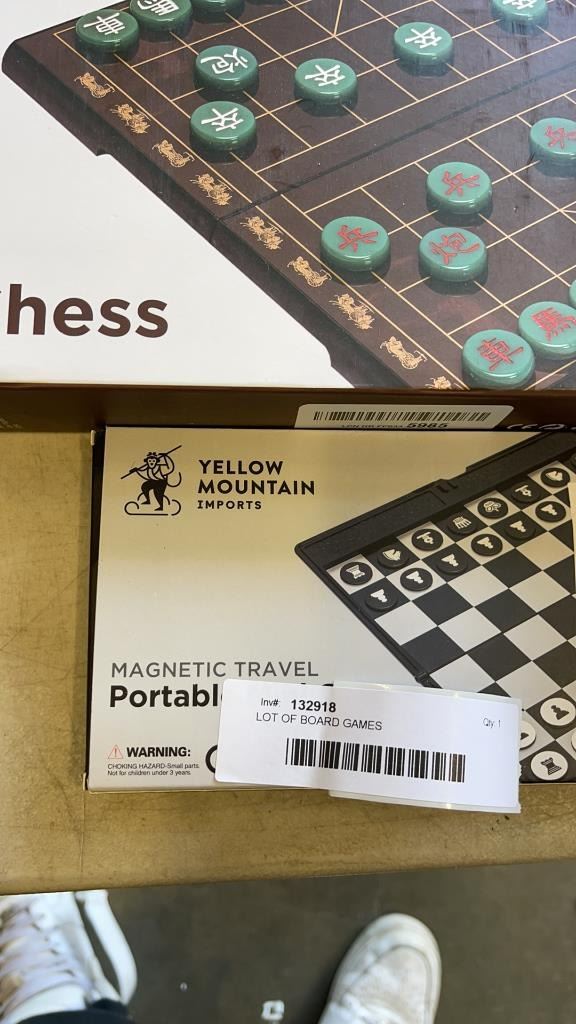 hess
5985
YELLOW
MOUNTAIN
IMPORTS
MAGNETIC TRAVEL
Portable
Inv#: 132918
LOT OF BOARD GAMES
Qty 1
WARNING:
CHOKING HAZARD-Small parts.
Not for children under 3 years.